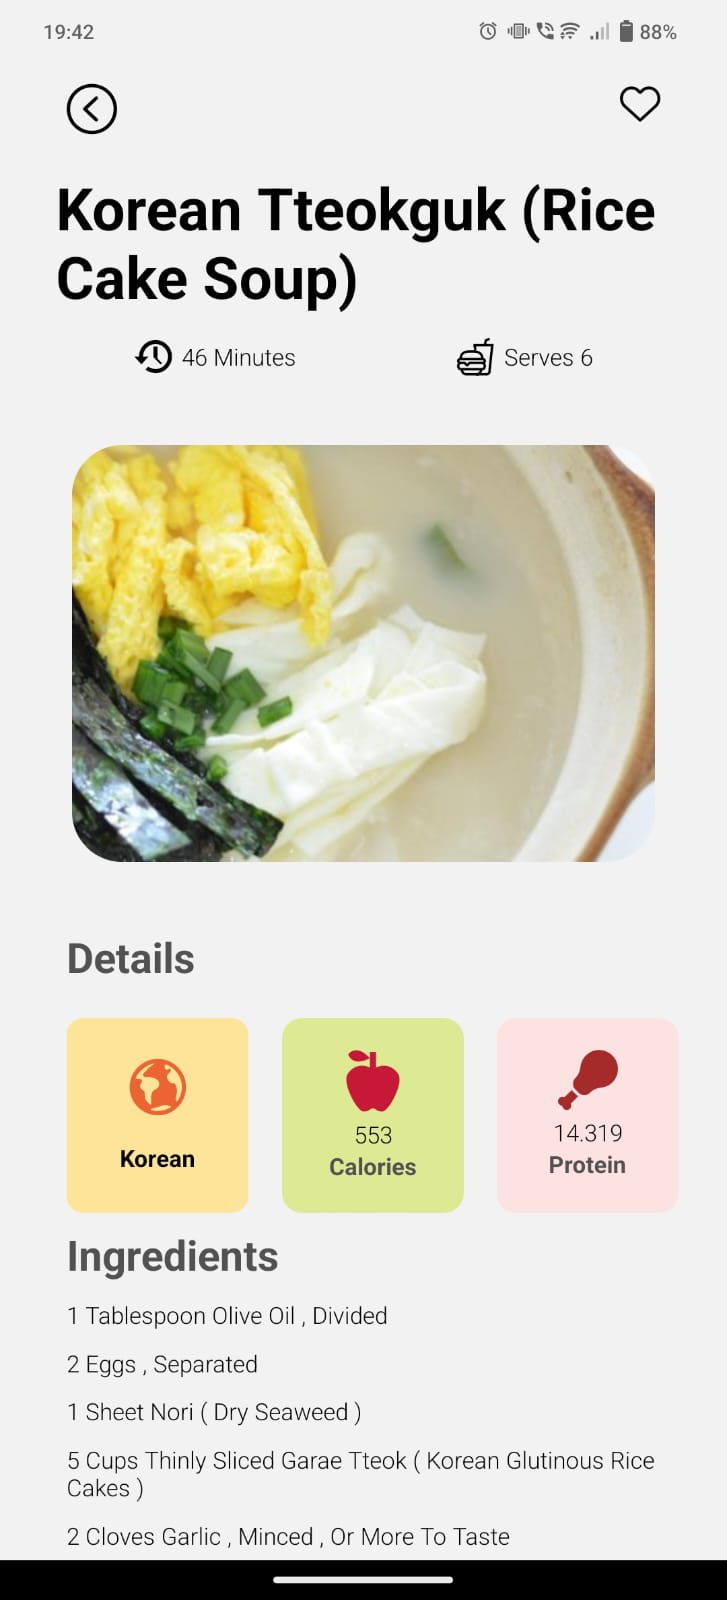 19:42
88%
Korean Tteokguk (Rice
Cake Soup)
46 Minutes
Serves 6
Details
Korean
553
Calories
14.319
Protein
Ingredients
1 Tablespoon Olive Oil , Divided
2 Eggs , Separated
1 Sheet Nori ( Dry Seaweed )
5 Cups Thinly Sliced Garae Tteok ( Korean Glutinous Rice
Cakes )
2 Cloves Garlic , Minced , Or More To Taste